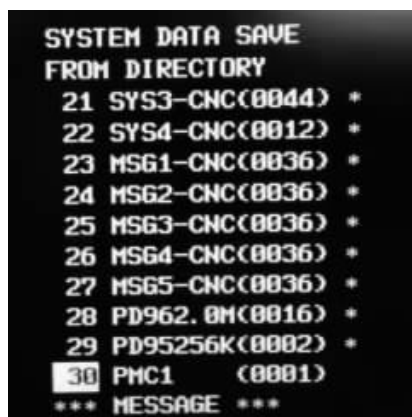 SYSTEM DATA SAVE
FROM DIRECTORY
21 SYS3-CNC(0044) *
22 SYS4-CNC(0012) *
23 MSG1-CNC(0036) *
24 MSG2-CNC(0036) *
25 MSG3-CNC(0036) *
26 MSG4-CNC(0036) *
27 MSG5-CNC(0036) *
28 PD962.0M(0016) *
29 PD95256K(0002) *
30 PMC1 (0001)
*** MESSAGE ***